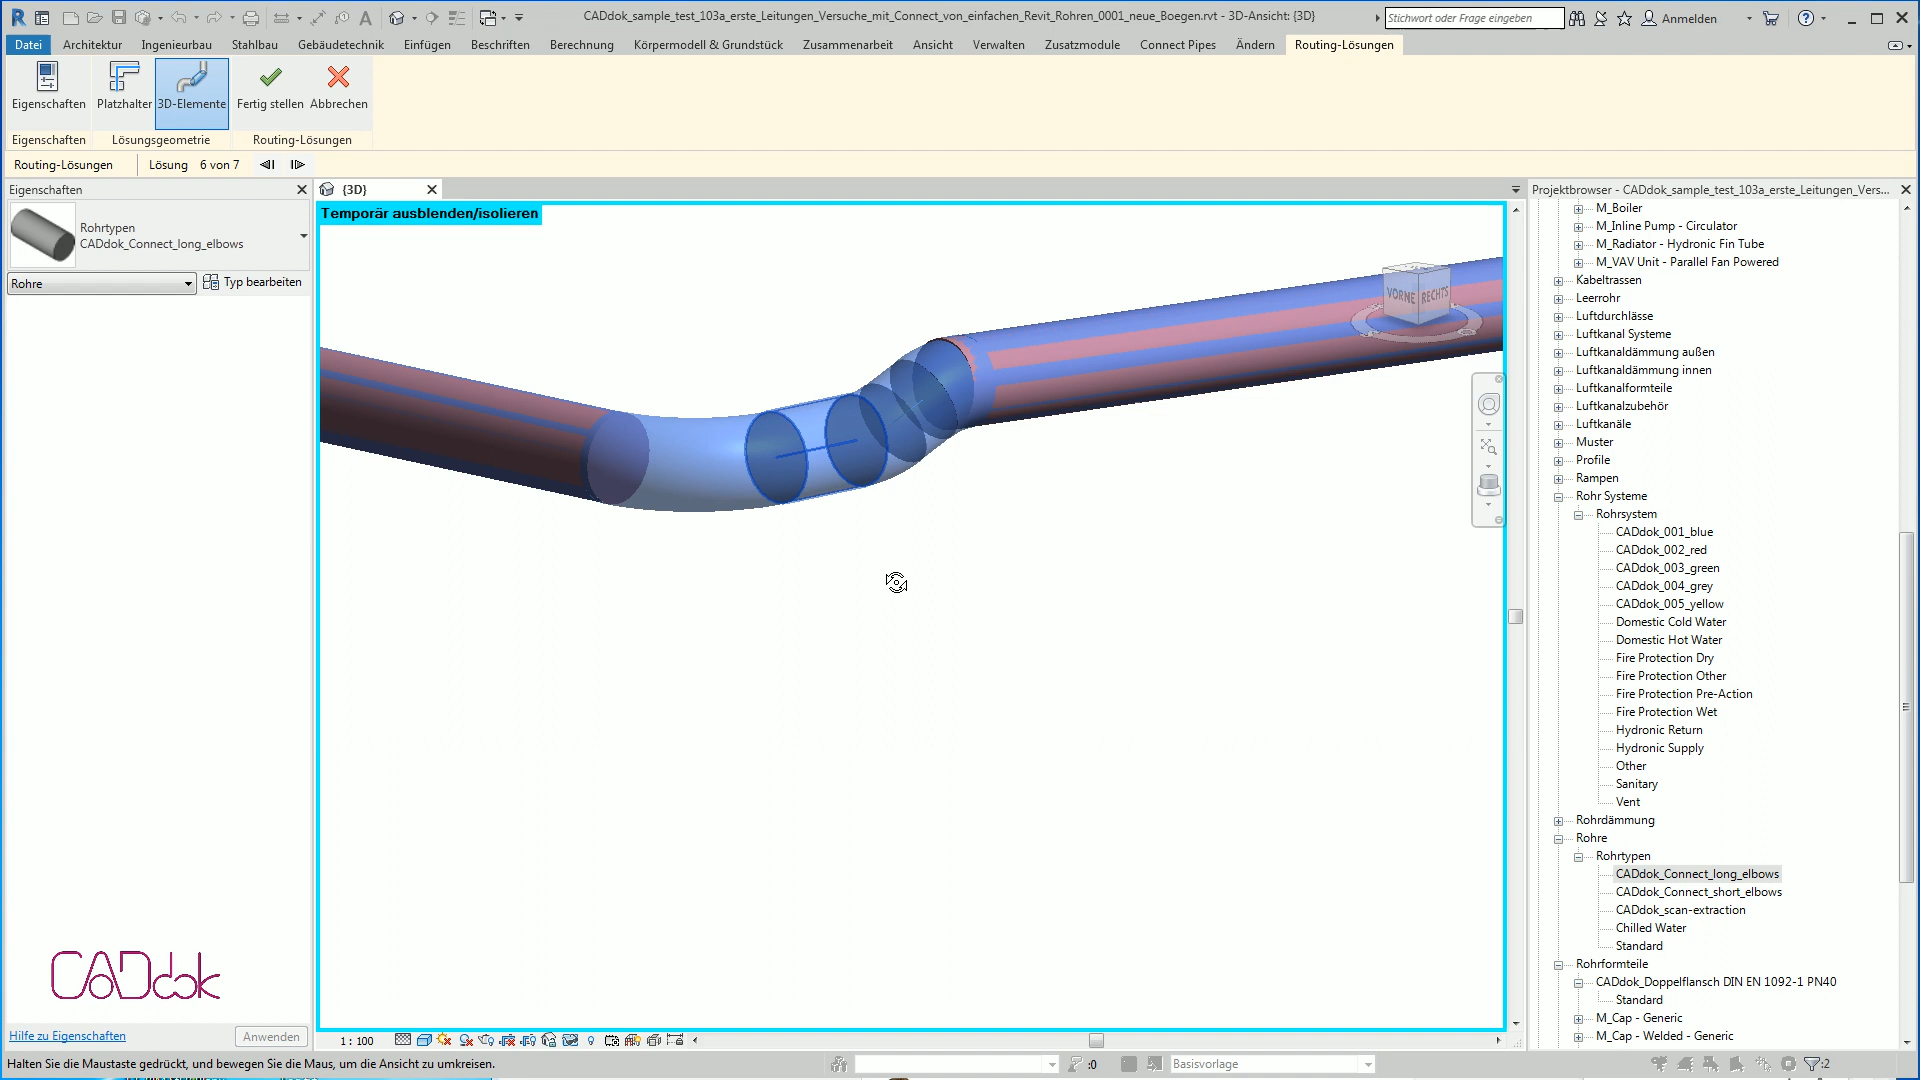 CADdok_sample_test_103a_erste_Leitungen_Versuche_mit_Connect_von_einfachen_Revit_Rohren_0001_neue_Boegen.rvt - 3D-Ansicht: {3D}
Stichwort oder Frage eingeben
Anmelden
Datei Architektur Ingenieurbau Stahlbau Gebäudetechnik Einfügen Beschriften Berechnung Körpermodell & Grundstück Zusammenarbeit Ansicht Verwalten Zusatzmodule Connect Pipes Ändern Routing-Lösungen
Eigenschaften Platzhalter 3D-Elemente Fertig stellen Abbrechen
Eigenschaften Lösungsgeometrie Routing-Lösungen
Routing-Lösungen Lösung 6 von 7
Eigenschaften
Rohrtypen
CADdok_Connect_long_elbows
Rohre
Typ bearbeiten
CADdok
Hilfe zu Eigenschaften
Anwenden
{3D}
Temporär ausblenden/isolieren
VORNE RECHTS
1 : 100
Projektbrowser - CADdok_sample_test_103a_erste_Leitungen_Vers...
M_Boiler
M_Inline Pump - Circulator
M_Radiator - Hydronic Fin Tube
M_VAV Unit - Parallel Fan Powered
Kabeltrassen
Leerrohr
Luftdurchlässe
Luftkanal Systeme
Luftkanaldämmung außen
Luftkanaldämmung innen
Luftkanalformteile
Luftkanalzubehör
Luftkanäle
Muster
Profile
Rampen
Rohr Systeme
Rohrsystem
CADdok_001_blue
CADdok_002_red
CADdok_003_green
CADdok_004_grey
CADdok_005_yellow
Domestic Cold Water
Domestic Hot Water
Fire Protection Dry
Fire Protection Other
Fire Protection Pre-Action
Fire Protection Wet
Hydronic Return
Hydronic Supply
Other
Sanitary
Vent
Rohrdämmung
Rohre
Rohrtypen
CADdok_Connect_long_elbows
CADdok_Connect_short_elbows
CADdok_scan-extraction
Chilled Water
Standard
Rohrformteile
CADdok_Doppelflansch DIN EN 1092-1 PN40
Standard
M_Cap - Generic
M_Cap - Welded - Generic
Halten Sie die Maustaste gedrückt, und bewegen Sie die Maus, um die Ansicht zu umkreisen.
:0
Basisvorlage
:2